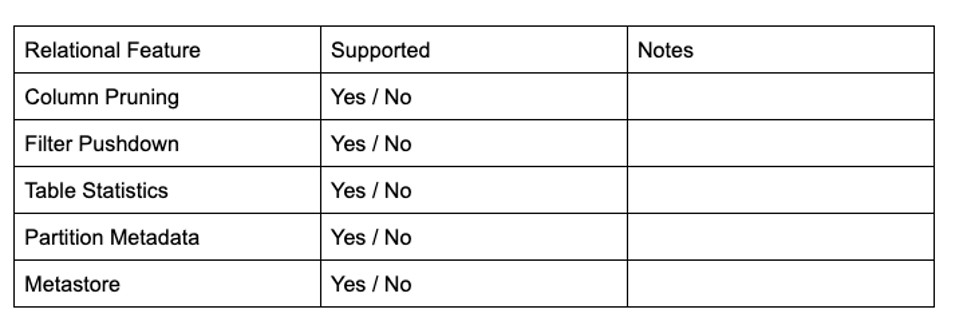 Relational Feature Supported Notes
Column Pruning Yes / No
Filter Pushdown Yes / No
Table Statistics Yes / No
Partition Metadata Yes / No
Metastore Yes / No